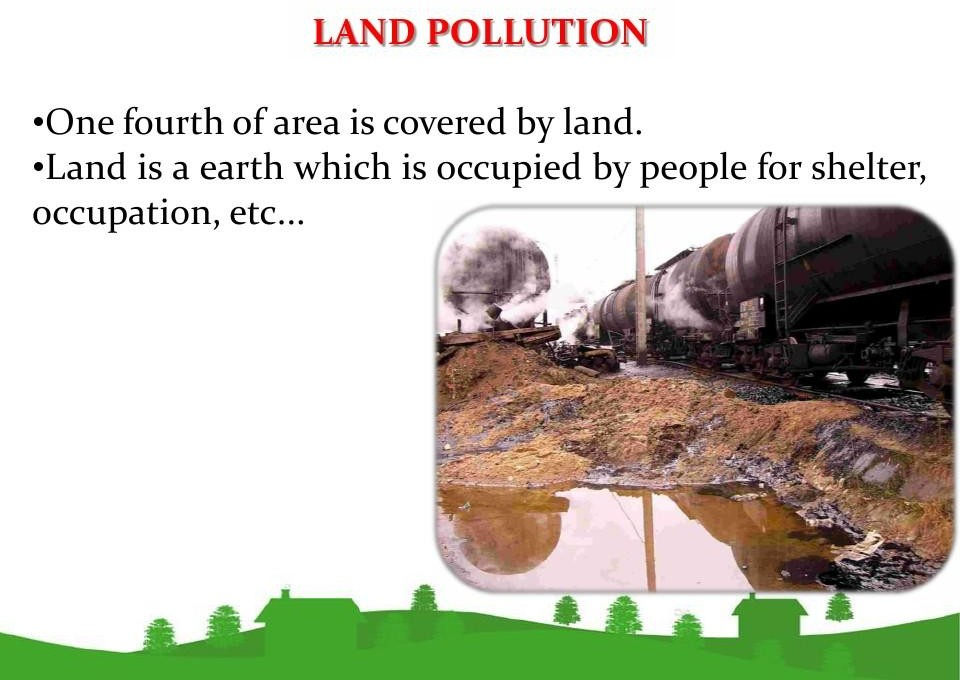 LAND POLLUTION
•One fourth of area is covered by land.
•Land is a earth which is occupied by people for shelter,
occupation, etc...